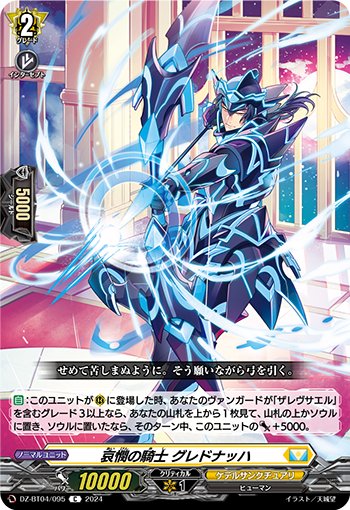 2
グレード
インターセプト
5000
シールド
せめて苦しまぬように。そう願いながら弓を引く。
自:このユニットがRに登場した時、あなたのヴァンガードが「ザレヴサエル」
を含むグレード3以上なら、あなたの山札を上から1枚見て、山札の上かソウル
に置き、ソウルに置いたなら、そのターン中、このユニットの+5000。
ノーマルユニット
哀憫の騎士 グレドナッハ
パワー
10000
クリティカル
1
ケテルサンクチュアリ
ヒューマン
DZ-BT04/095 C 2024
イラスト/天城望